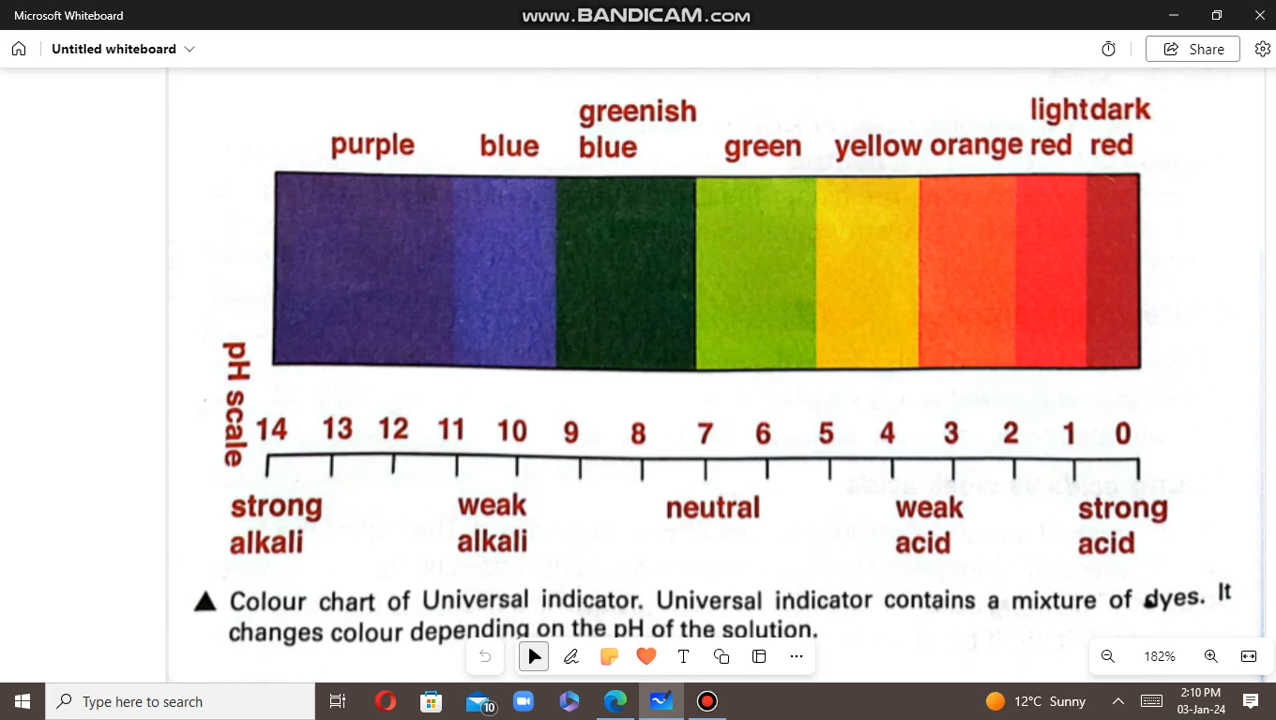 Microsoft Whiteboard
www.BANDICAM.com
Untitled whiteboard
Share
greenish lightdark
purple blue blue green yellow orange red red
pH scale
14 13 12 11 10 9 8 7 6 5 4 3 2 1 0
strong weak neutral weak strong
alkali alkali acid acid
▲ Colour chart of Universal indicator. Universal indicator contains a mixture of dyes. It
changes colour depending on the pH of the solution.
182%
Type here to search
10
12°C Sunny
2:10 PM
03-Jan-24